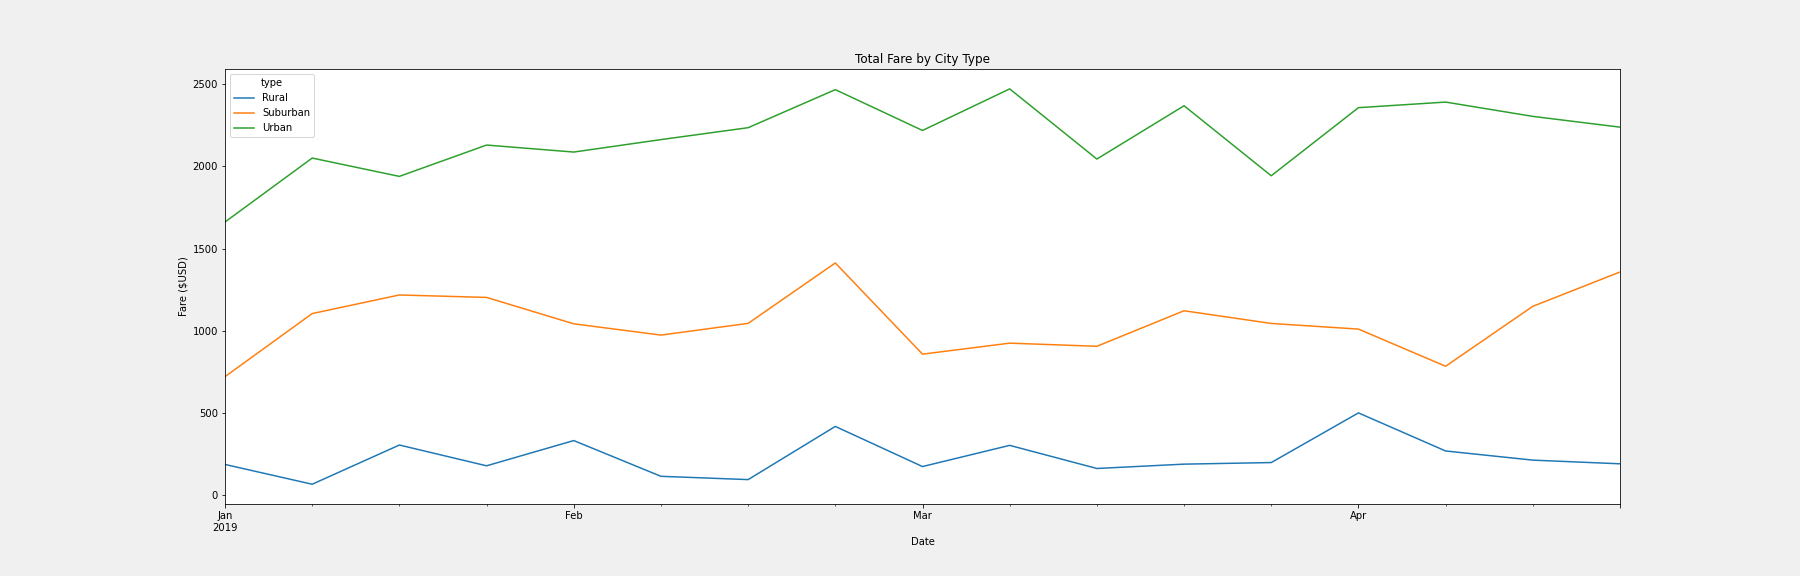 Total Fare by City Type
type
Rural
Suburban
Urban
2500
2000
1500
1000
500
0
Fare ($USD)
Jan
2019
Feb
Mar
Apr
Date